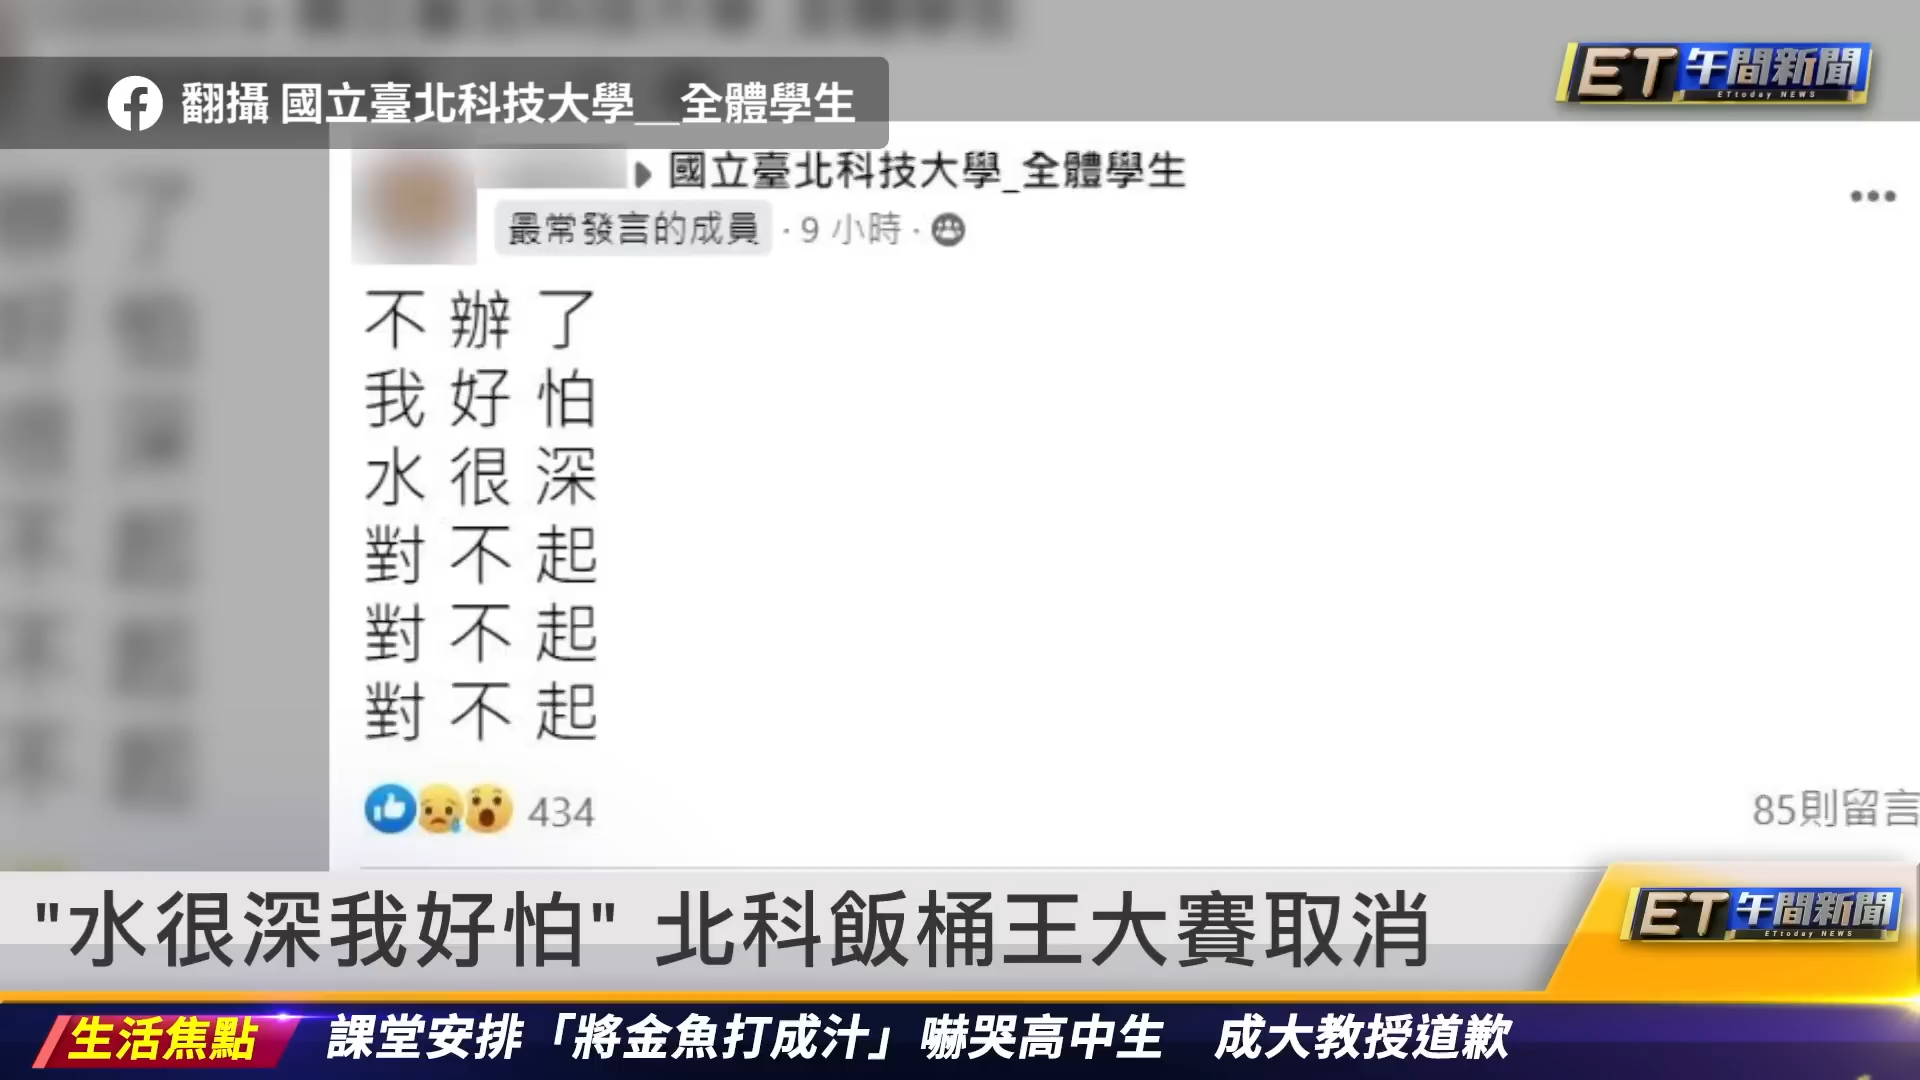 翻攝 國立臺北科技大學__全體學生
ET午間新聞
ETtoday NEWS
國立臺北科技大學_全體學生
最常發言的成員 · 9 小時 ·
不 辦 了
我 好 怕
水 很 深
對 不 起
對 不 起
對 不 起
434
85則留言
"水很深我好怕" 北科飯桶王大賽取消
ET午間新聞
ETtoday NEWS
生活焦點 課堂安排「將金魚打成汁」嚇哭高中生 成大教授道歉